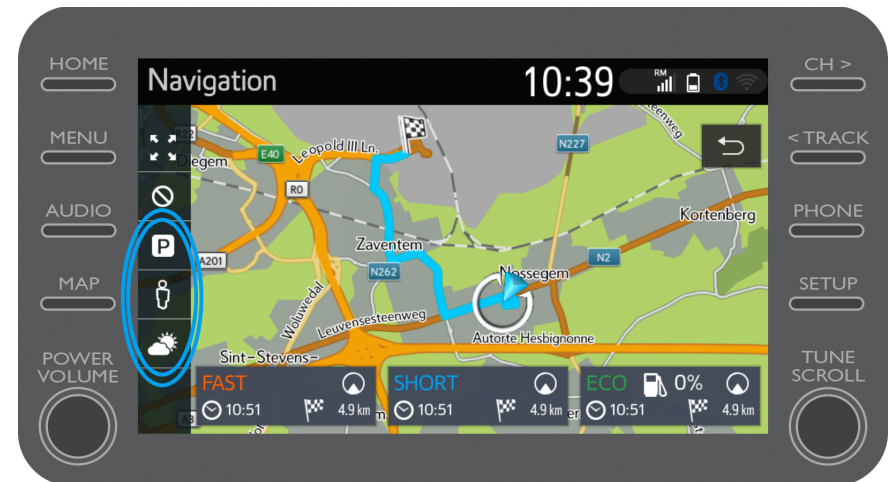 HOME
MENU
AUDIO
MAP
POWER
VOLUME
Navigation
10:39
RM
CH >
< TRACK
PHONE
SETUP
TUNE
SCROLL
E40
Leopold III Ln.
N227
egem
R0
Kortenberg
P
A201
Zaventem
N262
N2
Nossegem
Woluwedal
Leuvensesteenweg
Autorte Hesbignonne
Sint-Stevens-
FAST
10:51
4.9 km
SHORT
10:51
4.9 km
ECO
0%
10:51
4.9 km
A3